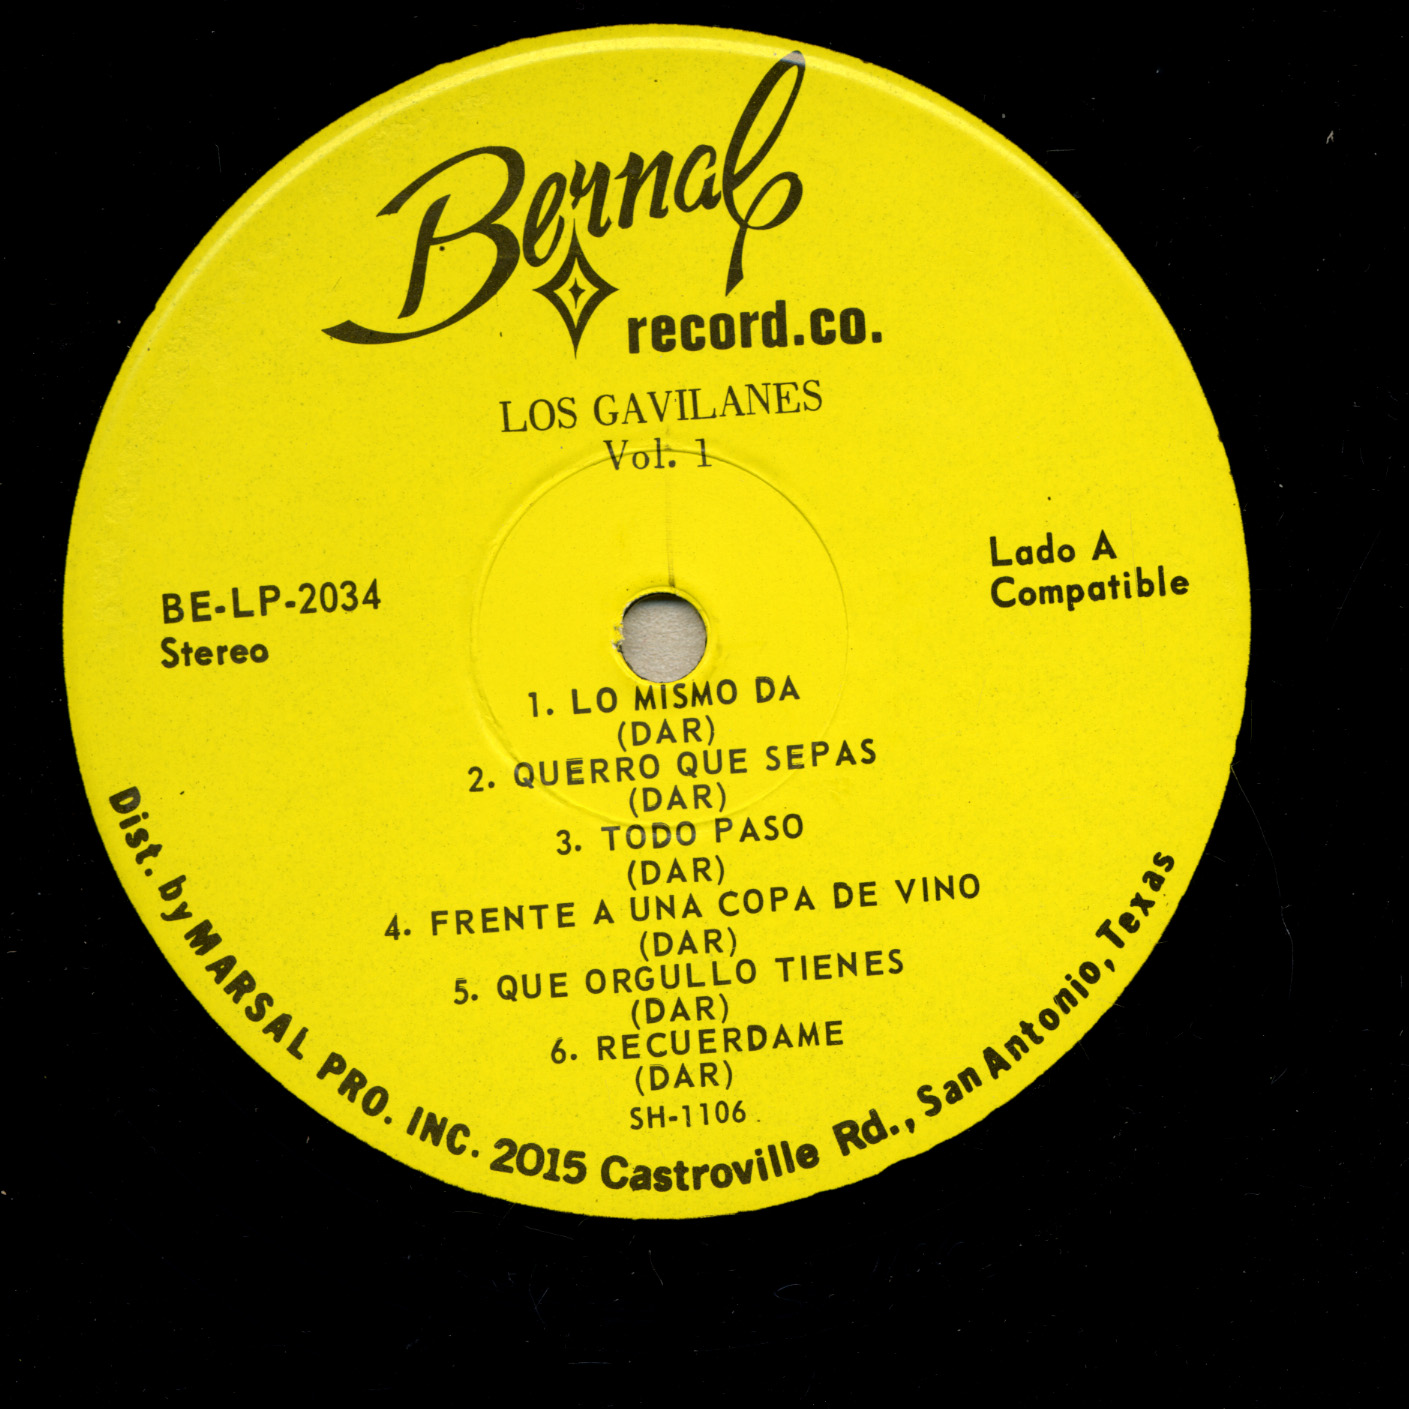 Bernal
record.co.
LOS GAVILANES
Vol. 1
BE-LP-2034
Stereo
Lado A
Compatible
1. LO MISMO DA
(DAR)
2. QUERRO QUE SEPAS
(DAR)
3. TODO PASO
(DAR)
4. FRENTE A UNA COPA DE VINO
(DAR)
5. QUE ORGULLO TIENES
(DAR)
6. RECUERDAME
(DAR)
SH-1106
Dist. by MARSAL PRO. INC. 2015 Castroville Rd., San Antonio, Texas